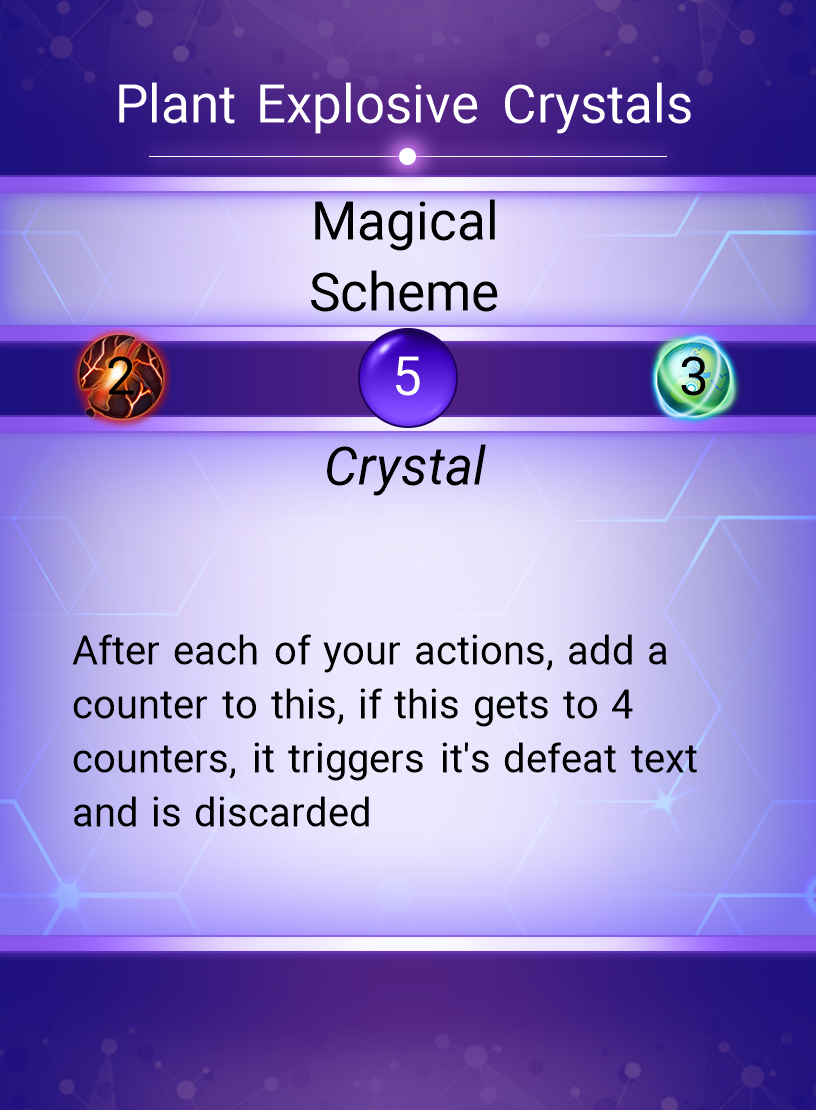 Plant Explosive Crystals
Magical
Scheme
2 5 3
Crystal
After each of your actions, add a
counter to this, if this gets to 4
counters, it triggers it's defeat text
and is discarded